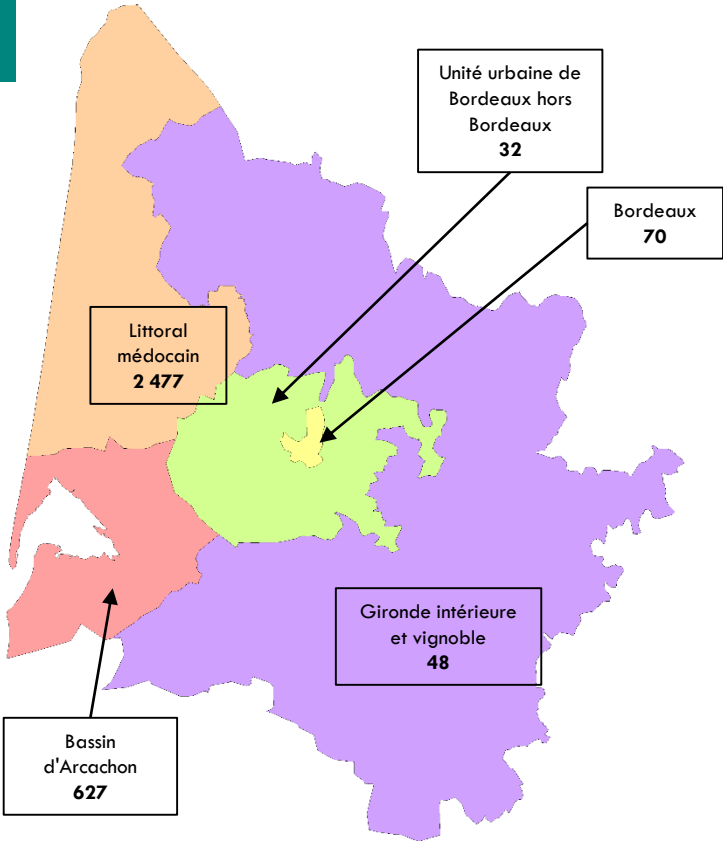 Unité urbaine de
Bordeaux hors
Bordeaux
32
Bordeaux
70
Littoral
médocain
2 477
Gironde intérieure
et vignoble
48
Bassin
d'Arcachon
627